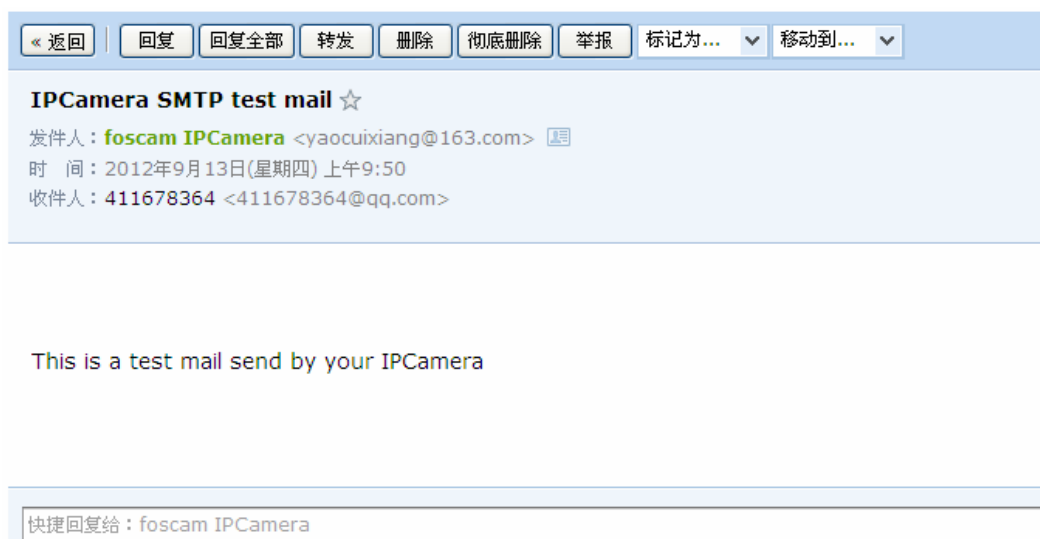 « 返回 回复 回复全部 转发 删除 彻底删除 举报 标记为... 移动到...
IPCamera SMTP test mail ☆
发件人：foscam IPCamera <yaocuixiang@163.com>
时 间：2012年9月13日(星期四) 上午9:50
收件人：411678364 <411678364@qq.com>
This is a test mail send by your IPCamera
快捷回复给：foscam IPCamera